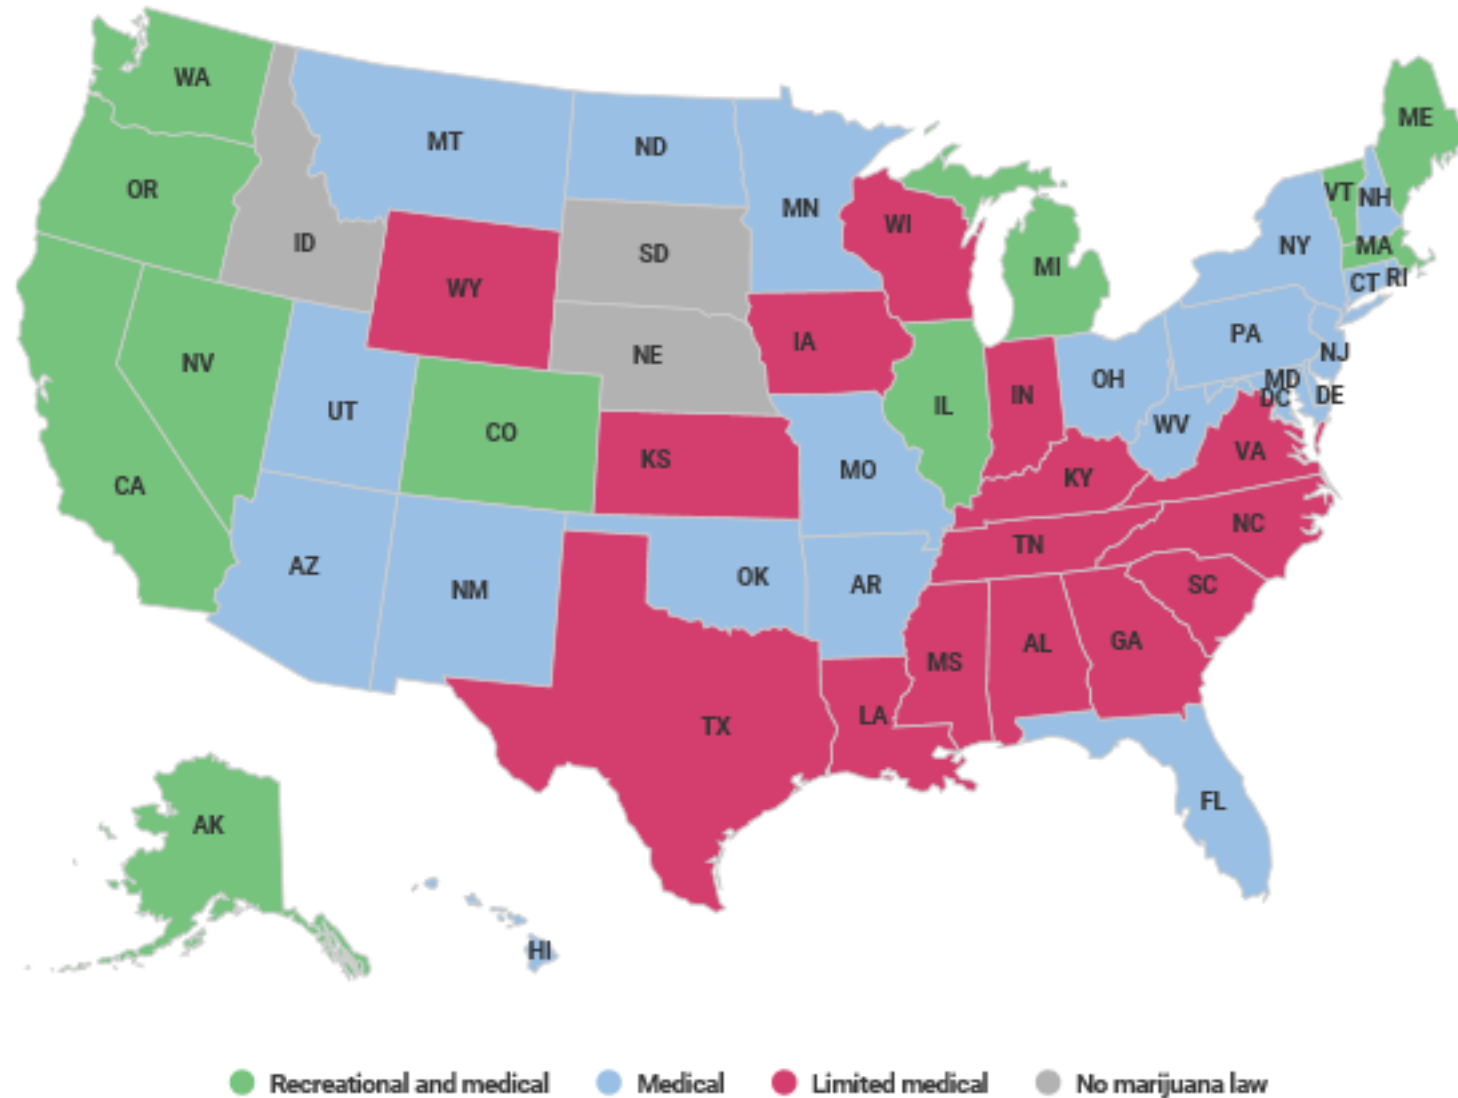 WA
ME
MT
ND
VT
NH
OR
MN
WI
ID
NY
MA
SD
MI
CT
RI
WY
PA
IA
NE
NJ
NV
OH
MD
IN
DE
DC
IL
UT
WV
CO
VA
KS
MO
KY
CA
NC
TN
AZ
OK
AR
SC
NM
AL
GA
MS
LA
TX
FL
AK
HI
Recreational and medical
Medical
Limited medical
No marijuana law